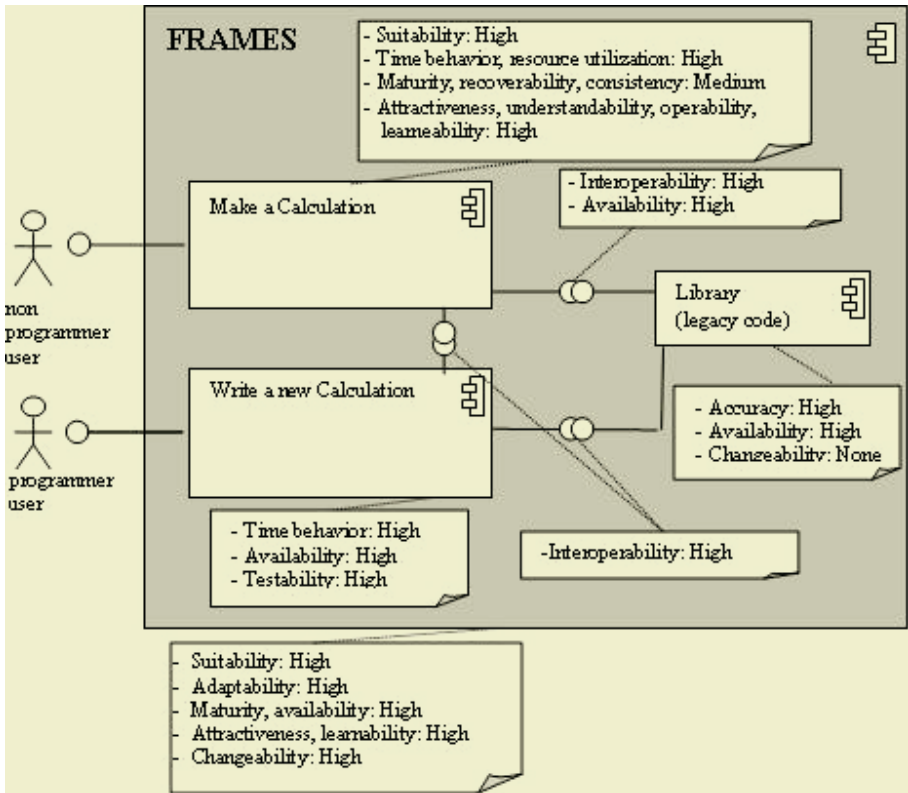 FRAMES
- Suitability: High
- Time behavior, resource utilization: High
- Maturity, recoverability, consistency: Medium
- Attractiveness, understandability, operability,
learneability: High
Make a Calculation
- Interoperability: High
- Availability: High
non
programmer
user
Library
(legacy code)
Write a new Calculation
- Accuracy: High
- Availability: High
- Changeability: None
programmer
user
- Time behavior: High
- Availability: High
- Testability: High
-Interoperability: High
- Suitability: High
- Adaptability: High
- Maturity, availability: High
- Attractiveness, learnability: High
- Changeability: High